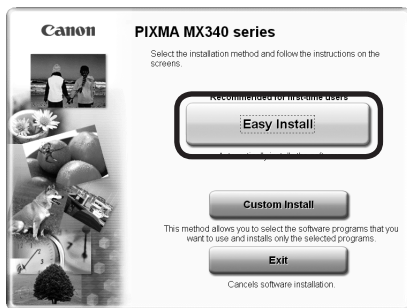 Canon
PIXMA MX340 series
Select the installation method and follow the instructions on the
screens.
Recommended for first-time users
Easy Install
Custom Install
This method allows you to select the software programs that you
want to use and installs only the selected programs.
Exit
Cancels software installation.